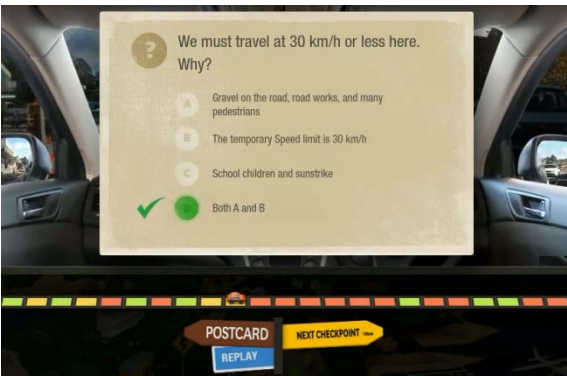 ?
We must travel at 30 km/h or less here.
Why?
A
Gravel on the road, road works, and many
pedestrians
B
The temporary Speed limit is 30 km/h
C
School children and sunstrike
D
Both A and B
POSTCARD
NEXT CHECKPOINT
REPLAY